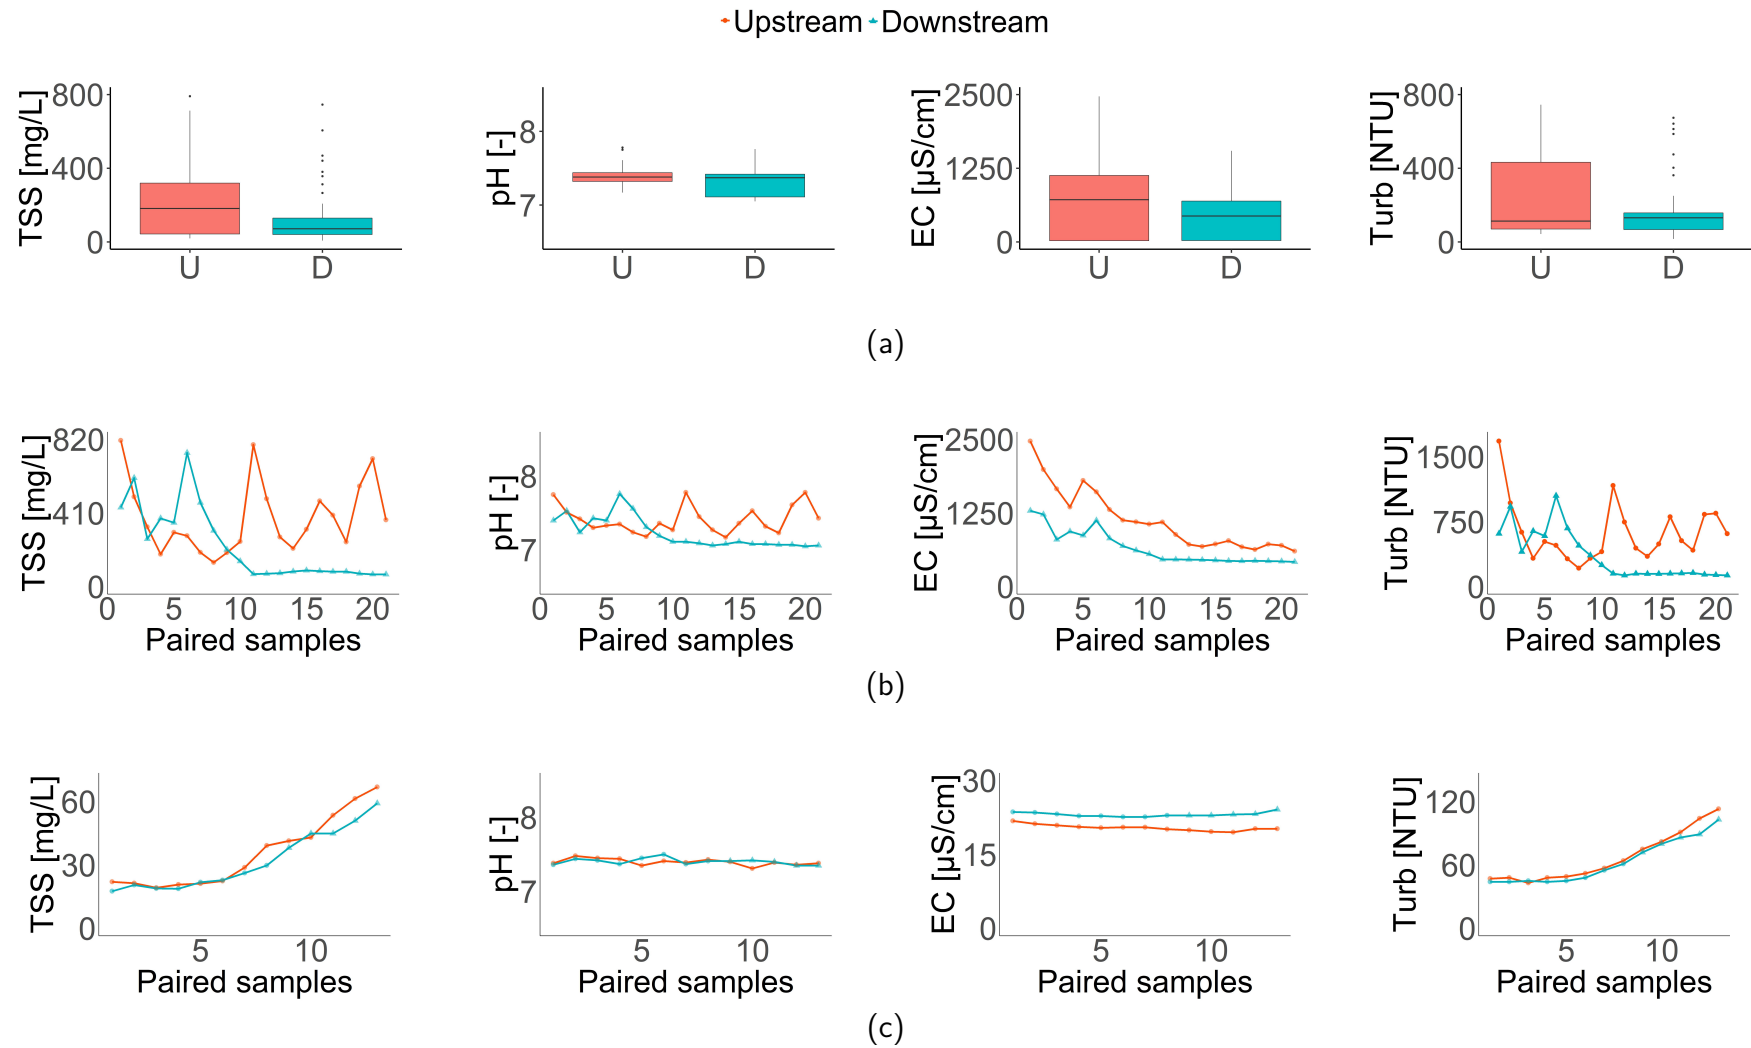 Upstream Downstream
TSS [mg/L]
800
400
0
U D
pH [-]
8
7
U D
EC [µS/cm]
2500
1250
0
U D
Turb [NTU]
800
400
0
U D
(a)
TSS [mg/L]
820
410
0
0 5 10 15 20
Paired samples
pH [-]
8
7
0 5 10 15 20
Paired samples
EC [µS/cm]
2500
1250
0
0 5 10 15 20
Paired samples
Turb [NTU]
1500
750
0
0 5 10 15 20
Paired samples
(b)
TSS [mg/L]
60
30
0
5 10
Paired samples
pH [-]
8
7
5 10
Paired samples
EC [µS/cm]
30
15
0
5 10
Paired samples
Turb [NTU]
120
60
0
5 10
Paired samples
(c)